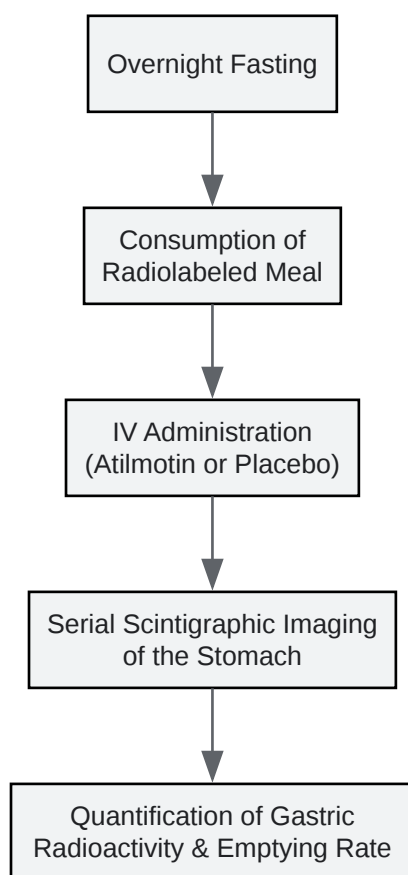 Overnight Fasting
Consumption of
Radiolabeled Meal
IV Administration
(Atilmotin or Placebo)
Serial Scintigraphic Imaging
of the Stomach
Quantification of Gastric
Radioactivity & Emptying Rate